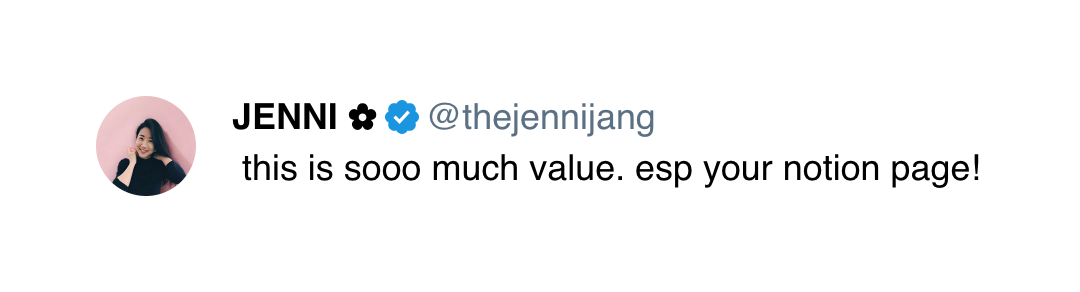 JENNI ✿ @thejennijang
this is sooo much value. esp your notion page!